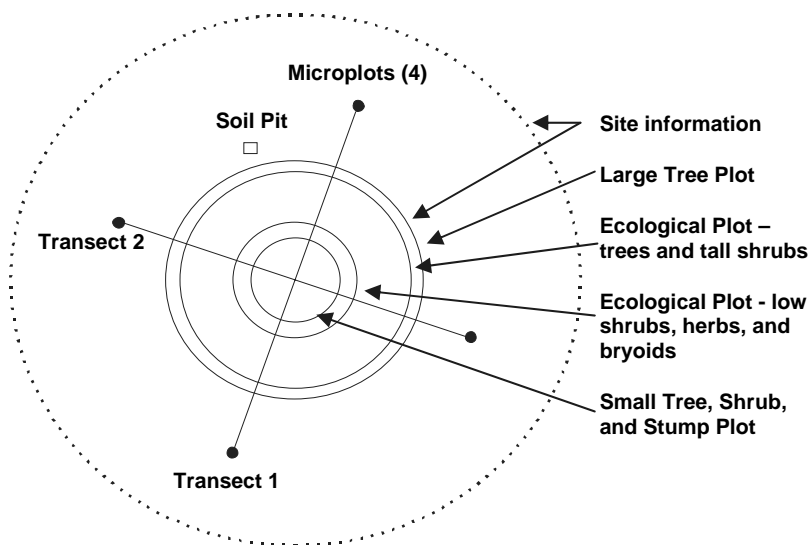 Microplots (4)
Soil Pit
Site information
Large Tree Plot
Transect 2
Ecological Plot –
trees and tall shrubs
Ecological Plot - low
shrubs, herbs, and
bryoids
Small Tree, Shrub,
and Stump Plot
Transect 1